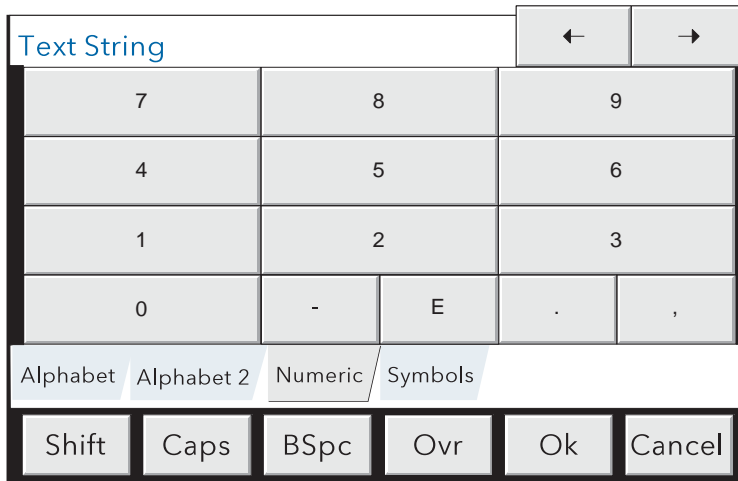 Text String ← →
7 8 9
4 5 6
1 2 3
0 - E . ,
Alphabet Alphabet 2 Numeric Symbols
Shift Caps BSpc Ovr Ok Cancel